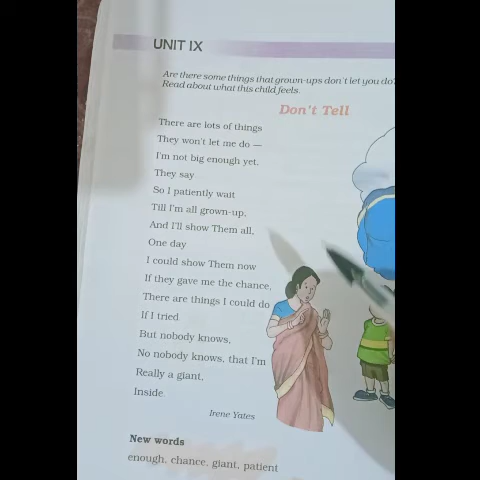 UNIT IX
Are there some things that grown-ups don't let you do?
Read about what this child feels.
Don't Tell
There are lots of things
They won't let me do —
I'm not big enough yet.
They say
So I patiently wait
Till I'm all grown-up,
And I'll show Them all,
One day
I could show Them now
If they gave me the chance,
There are things I could do
If I tried
But nobody knows,
No nobody knows, that I'm
Really a giant,
Inside.
Irene Yates
New words
enough, chance, giant, patient